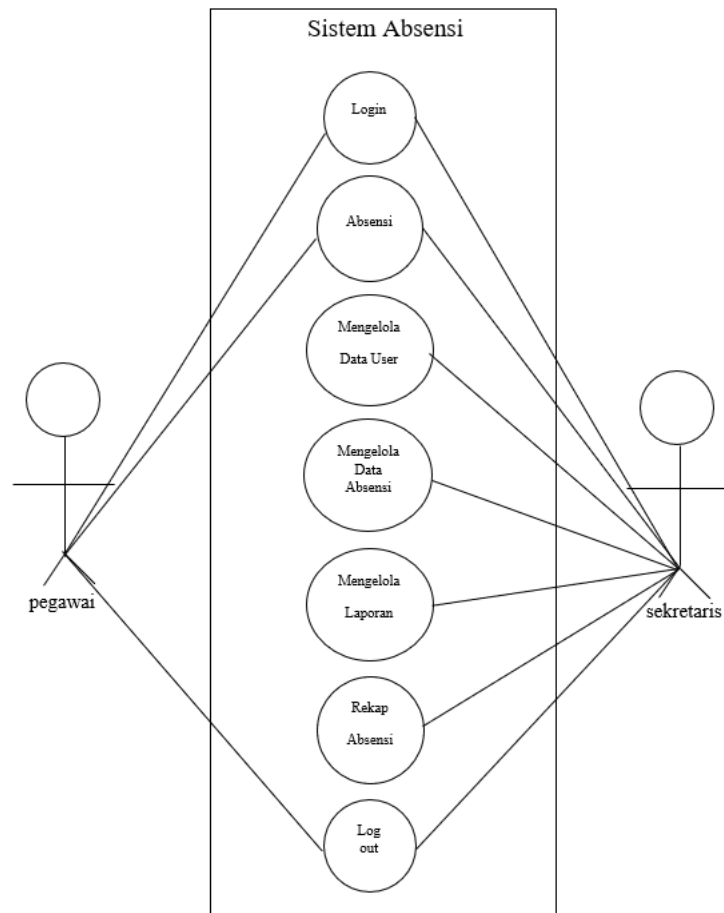 Sistem Absensi
Login
Absensi
Mengelola
Data User
Mengelola
Data
Absensi
Mengelola
Laporan
Rekap
Absensi
Log
out
pegawai
sekretaris